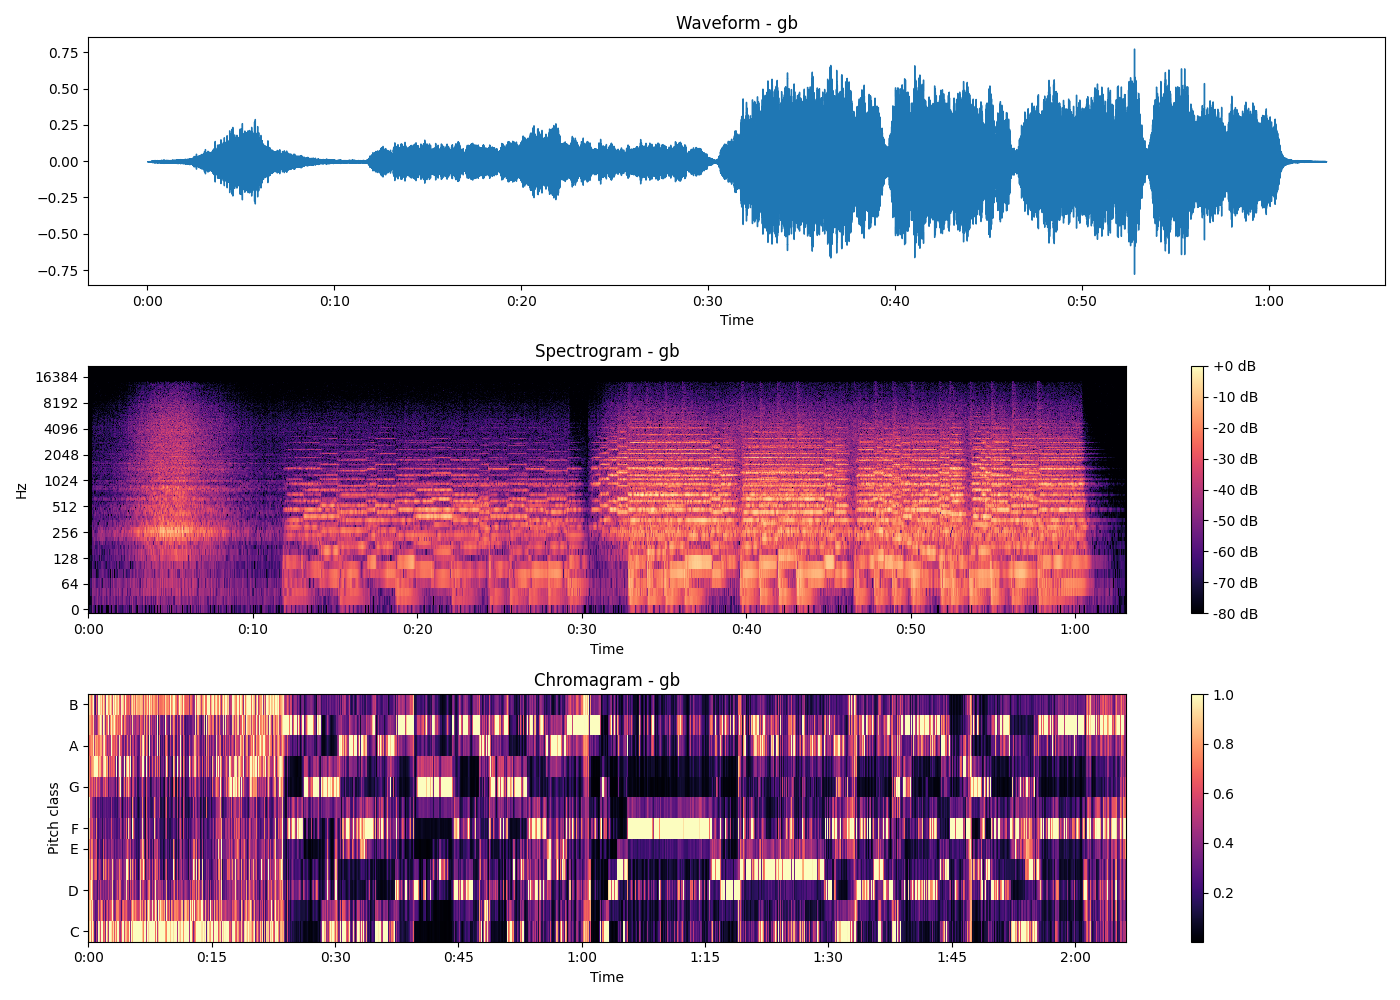 Waveform - gb
0.75
0.50
0.25
0.00
−0.25
−0.50
−0.75
0:00 0:10 0:20 0:30 0:40 0:50 1:00
Time
Spectrogram - gb
Hz
16384
8192
4096
2048
1024
512
256
128
64
0
0:00 0:10 0:20 0:30 0:40 0:50 1:00
Time
+0 dB
-10 dB
-20 dB
-30 dB
-40 dB
-50 dB
-60 dB
-70 dB
-80 dB
Chromagram - gb
Pitch class
B
A
G
F
E
D
C
0:00 0:15 0:30 0:45 1:00 1:15 1:30 1:45 2:00
Time
1.0
0.8
0.6
0.4
0.2